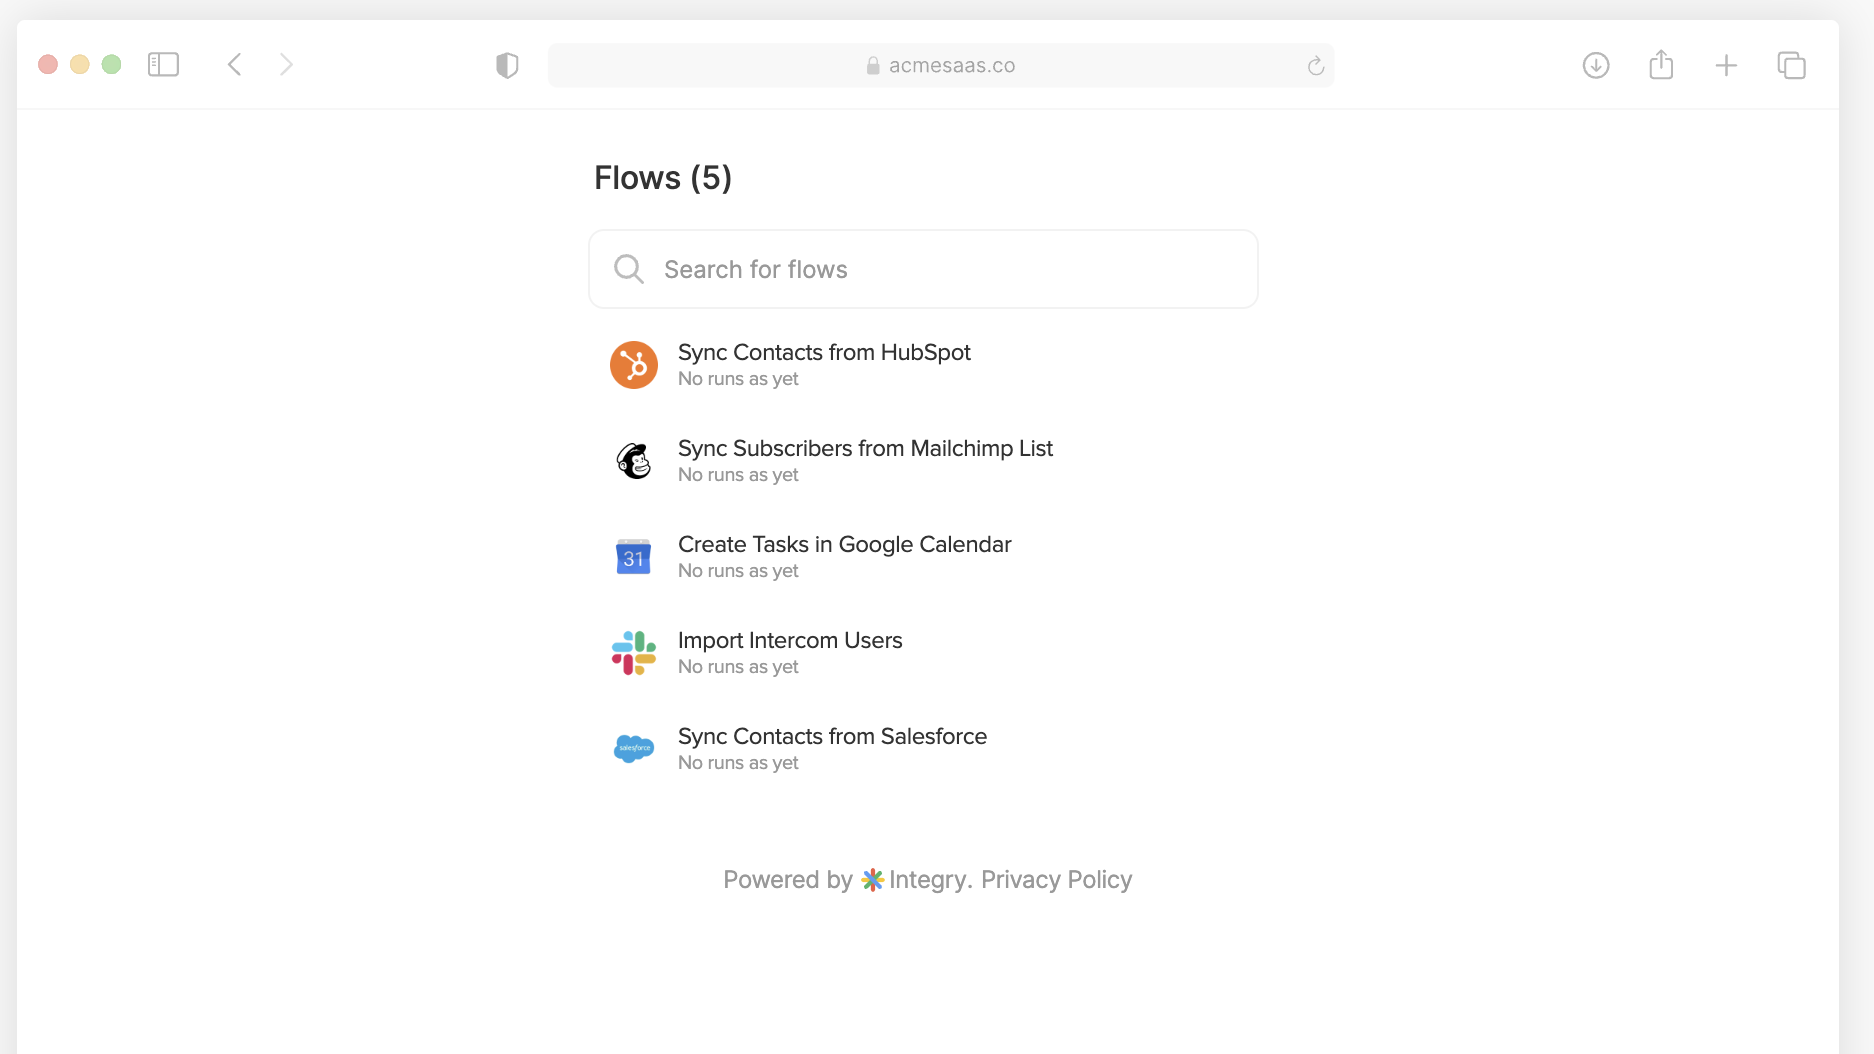 acmesaas.co
Flows (5)
Search for flows
Sync Contacts from HubSpot
No runs as yet
Sync Subscribers from Mailchimp List
No runs as yet
31
Create Tasks in Google Calendar
No runs as yet
Import Intercom Users
No runs as yet
salesforce
Sync Contacts from Salesforce
No runs as yet
Powered by Integry. Privacy Policy